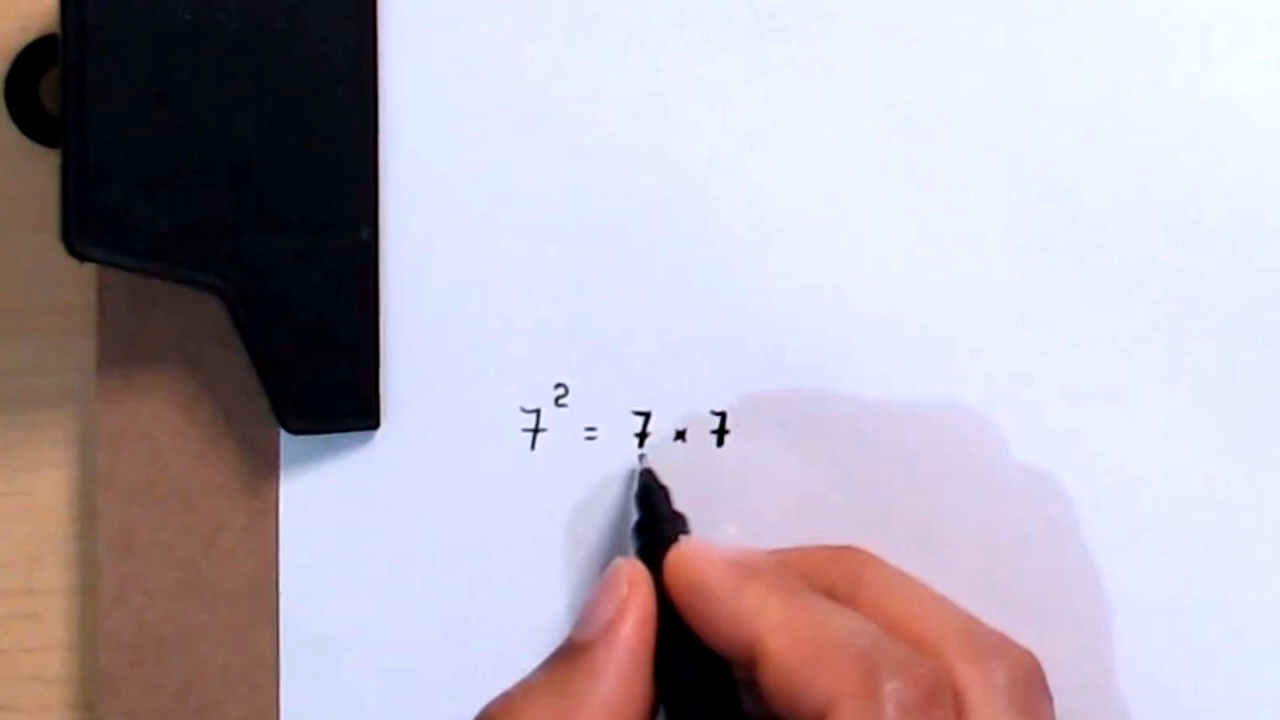 7² = 7 × 7